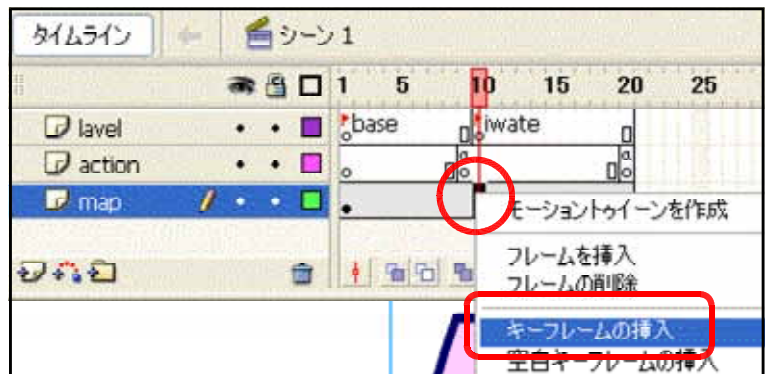 タイムライン シーン 1
1 5 10 15 20 25
lavel base iwate
action a a
map
モーショントゥイーンを作成
フレームを挿入
フレームの削除
キーフレームの挿入
空白キーフレームの挿入